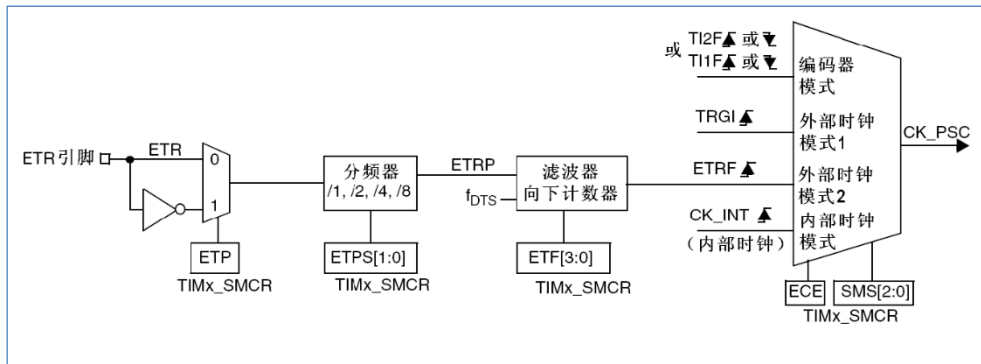 或
TI2F 或
TI1F 或
编码器
模式
TRGI
外部时钟
模式1
CK_PSC
ETR引脚
ETR
0
1
分频器
/1, /2, /4, /8
ETRP
fDTS
滤波器
向下计数器
ETRF
外部时钟
模式2
CK_INT
(内部时钟)
内部时钟
模式
ETP
TIMx_SMCR
ETPS[1:0]
TIMx_SMCR
ETF[3:0]
TIMx_SMCR
ECE
SMS[2:0]
TIMx_SMCR